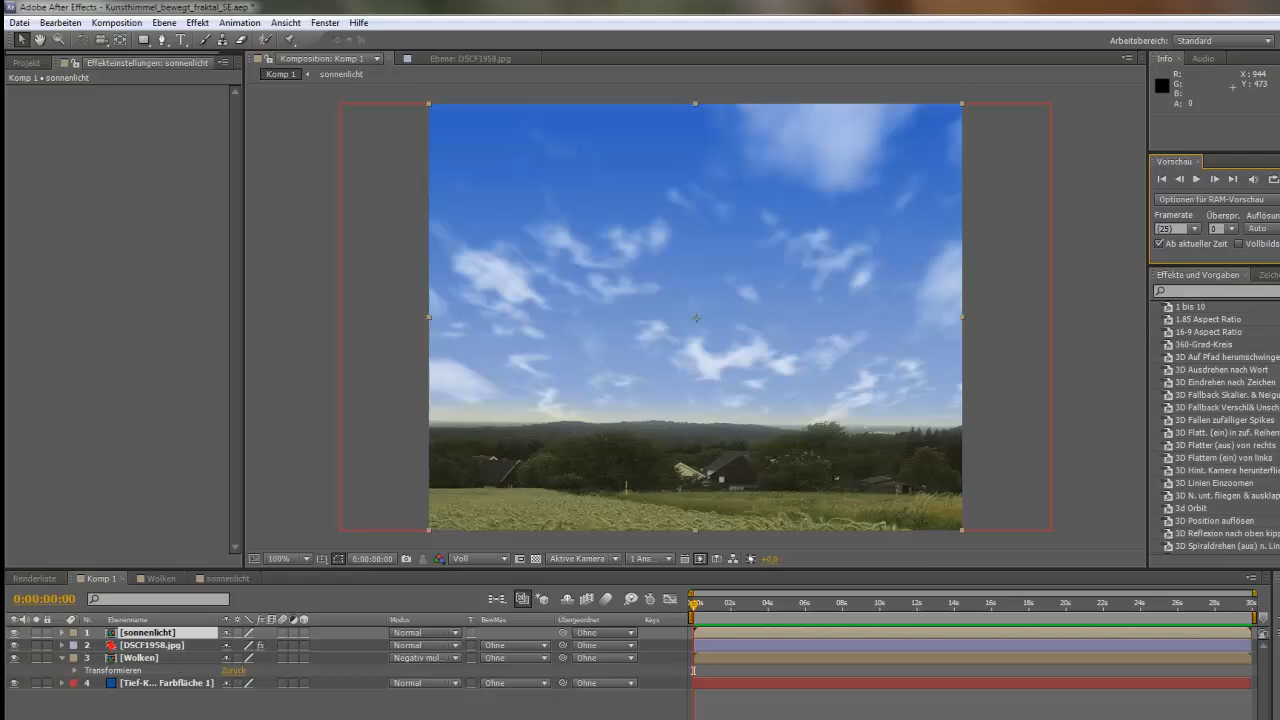 Adobe After Effects - Kunsthimmel_bewegt_fraktal_SE.aep *
Datei Bearbeiten Komposition Ebene Effekt Animation Ansicht Fenster Hilfe
Arbeitsbereich: Standard
Projekt Effekteinstellungen: sonnenlicht
Komposition: Komp 1 Ebene: DSCF1958.jpg
Info Audio
Komp 1 • sonnenlicht
Komp 1 sonnenlicht
R: X : 944
G: Y : 473
B:
A: 0
Vorschau
Optionen für RAM-Vorschau
Framerate Überspr. Auflösun
(25) 0 Auto
Ab aktueller Zeit Vollbilds
Effekte und Vorgaben Zeiche
1 bis 10
1.85 Aspect Ratio
16-9 Aspect Ratio
360-Grad-Kreis
3D Auf Pfad herumschwinge
3D Ausdrehen nach Wort
3D Eindrehen nach Zeichen
3D Fallback Skalier. & Neigu
3D Fallback Verschl& Unsch
3D Fallen zufälliger Spikes
3D Flatt. (ein) in zuf. Reihen
3D Flatter (aus) von rechts
3D Flattern (ein) von links
3D Hint. Kamera herunterfli
3D Linien Einzoomen
3D N. unt. fliegen & ausklap
3d Orbit
3D Position auflösen
3D Reflexion nach oben kipp
3D Spiraldrehen (aus) n. Lin
100% 0:00:00:00 Voll Aktive Kamera 1 Ans... +0,0
Renderliste Komp 1 Wolken sonnenlicht
0:00:00:00
02s 04s 06s 08s 10s 12s 14s 16s 18s 20s 22s 24s 26s 28s 30s
Nr. Ebenenname fx Modus T BewMas Übergeordnet Keys
1 [sonnenlicht] Normal Ohne
2 [DSCF1958.jpg] fx Normal Ohne Ohne
3 [Wolken] Negativ mul... Ohne Ohne
Transformieren Zurück
4 [Tief-K... Farbfläche 1] Normal Ohne Ohne